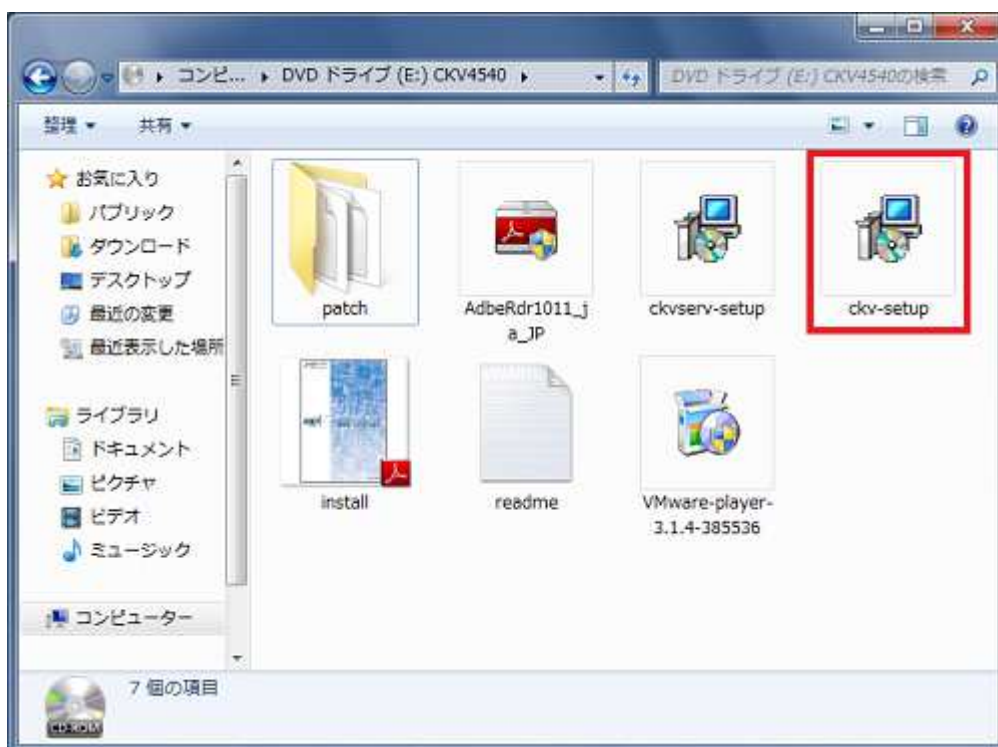 コンピ... ▸ DVD ドライブ (E:) CKV4540 ▸
DVD ドライブ (E:) CKV4540の検索
整理 ▾ 共有 ▾
お気に入り
パブリック
ダウンロード
デスクトップ
最近の変更
最近表示した場所
ライブラリ
ドキュメント
ピクチャ
ビデオ
ミュージック
コンピューター
patch
AdbeRdr1011_j
a_JP
ckvserv-setup
ckv-setup
install
readme
VMware-player-
3.1.4-385536
7 個の項目
CD-ROM